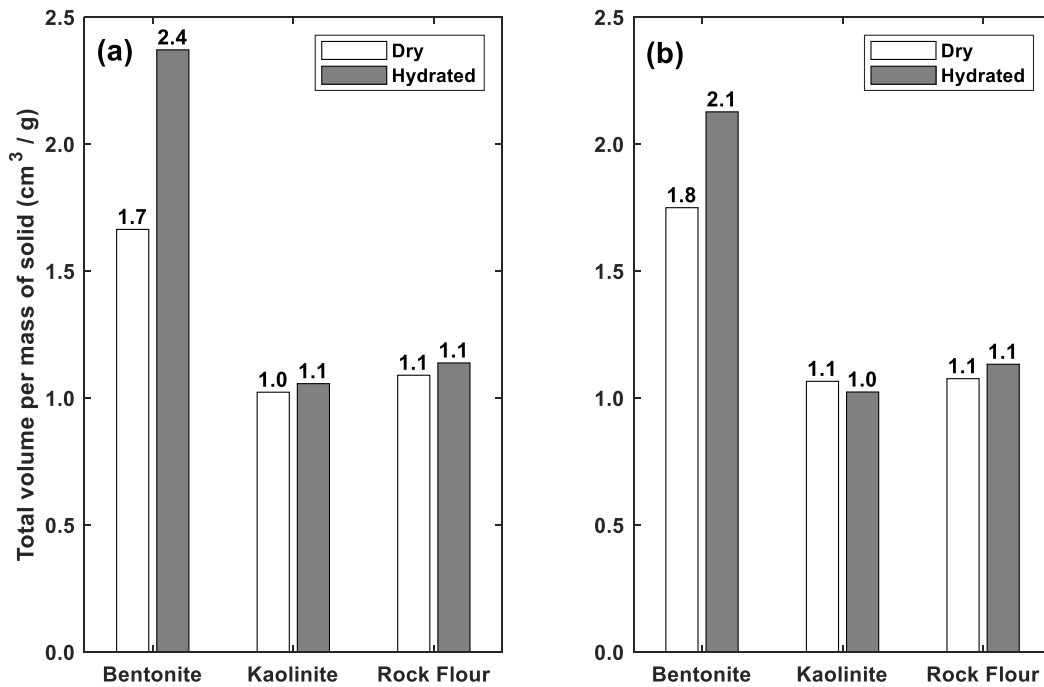 (a)
Dry
Hydrated
Total volume per mass of solid (cm3 / g)
2.5
2.0
1.5
1.0
0.5
0.0
1.7
2.4
1.0
1.1
1.1
1.1
Bentonite
Kaolinite
Rock Flour
(b)
Dry
Hydrated
2.5
2.0
1.5
1.0
0.5
0.0
1.8
2.1
1.1
1.0
1.1
1.1
Bentonite
Kaolinite
Rock Flour